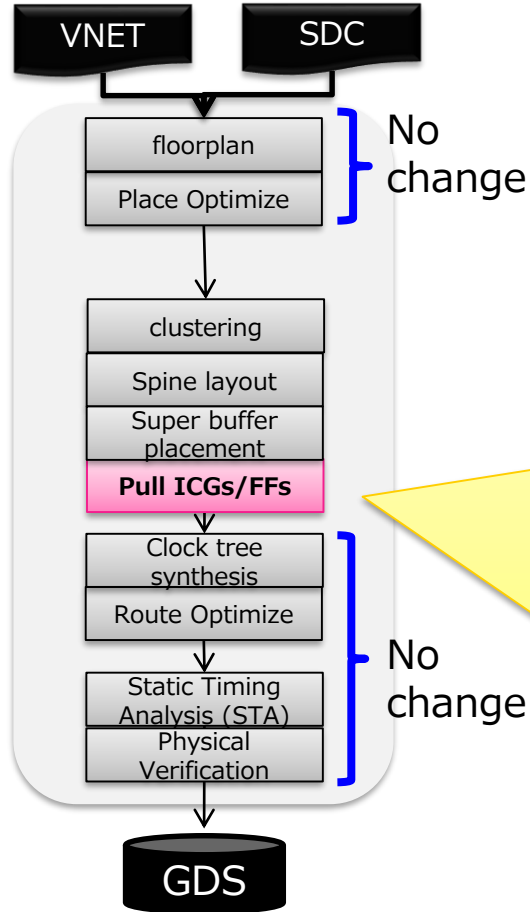 VNET
SDC
floorplan
Place Optimize
No
change
clustering
Spine layout
Super buffer
placement
Pull ICGs/FFs
Clock tree
synthesis
Route Optimize
Static Timing
Analysis (STA)
Physical
Verification
No
change
GDS